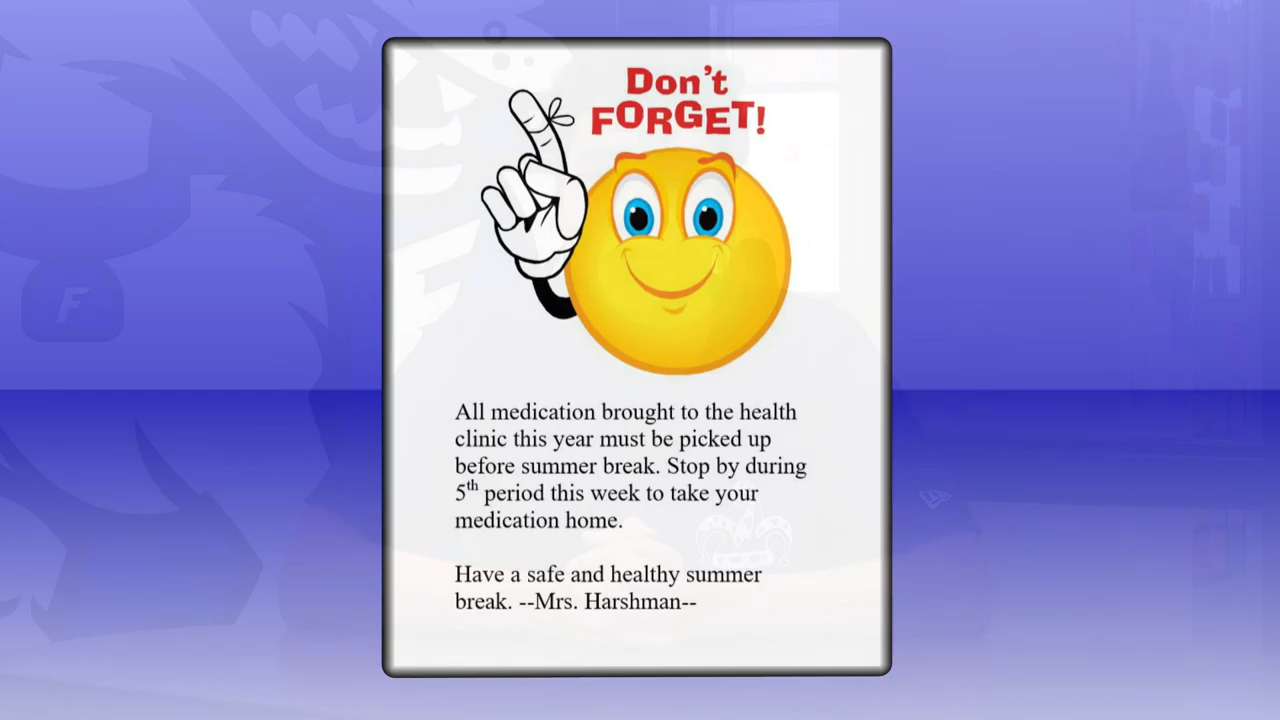 Don't
FORGET!
All medication brought to the health
clinic this year must be picked up
before summer break. Stop by during
5th period this week to take your
medication home.
Have a safe and healthy summer
break. --Mrs. Harshman--
F